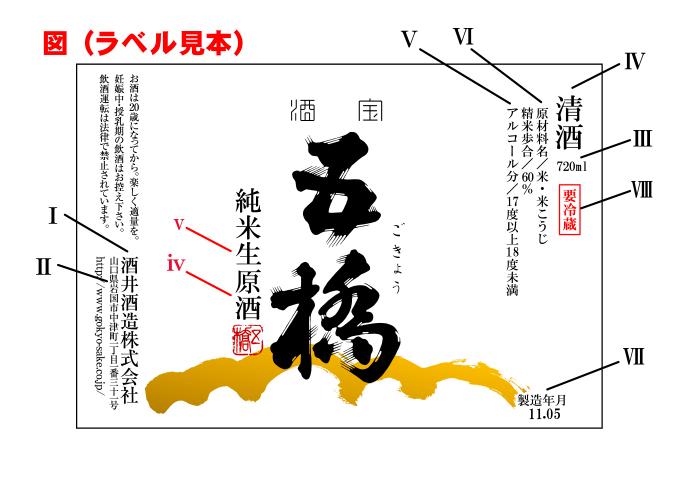 図（ラベル見本）
Ⅴ
Ⅵ
Ⅳ
Ⅲ
Ⅷ
清酒
720ml
要冷蔵
原材料名／米・米こうじ
精米歩合／60％
アルコール分／17度以上18度未満
製造年月
11.05
Ⅶ
宝酒
五橋
ごきょう
純米生原酒
ⅴ
ⅳ
お酒は20歳になってから。楽しく適量を。
妊娠中・授乳期の飲酒はお控え下さい。
飲酒運転は法律で禁止されています。
Ⅰ
Ⅱ
酒井酒造株式会社
山口県岩国市中津町一丁目一番三十一号
http://www.gokyo-sake.co.jp/